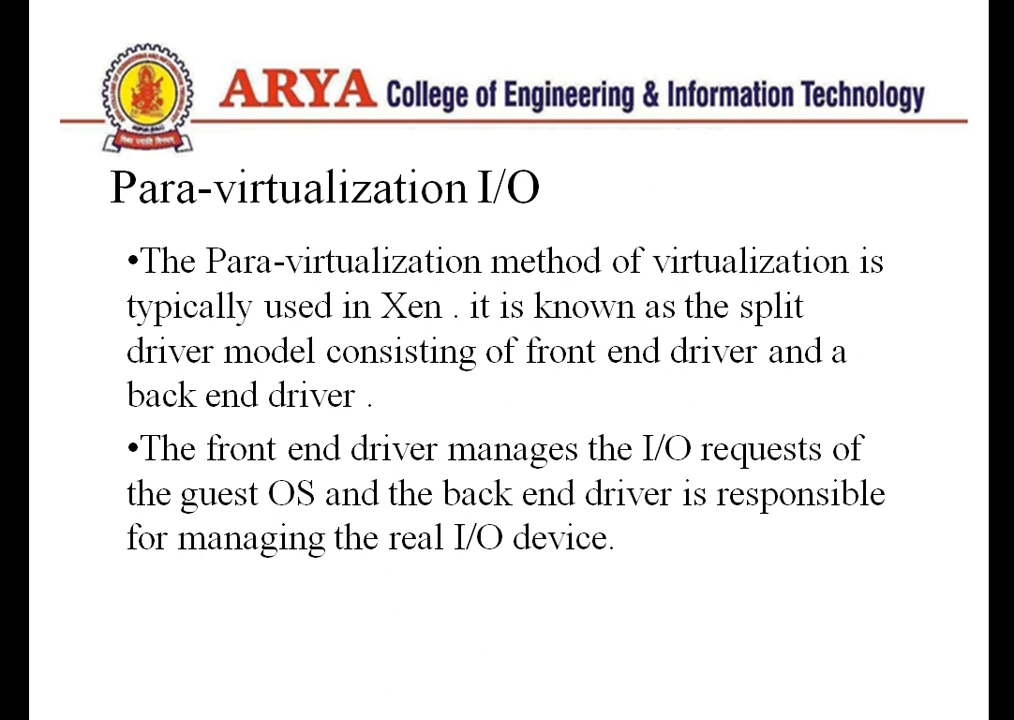 ARYA College of Engineering & Information Technology
Para-virtualization I/O
•The Para-virtualization method of virtualization is
typically used in Xen . it is known as the split
driver model consisting of front end driver and a
back end driver .
•The front end driver manages the I/O requests of
the guest OS and the back end driver is responsible
for managing the real I/O device.